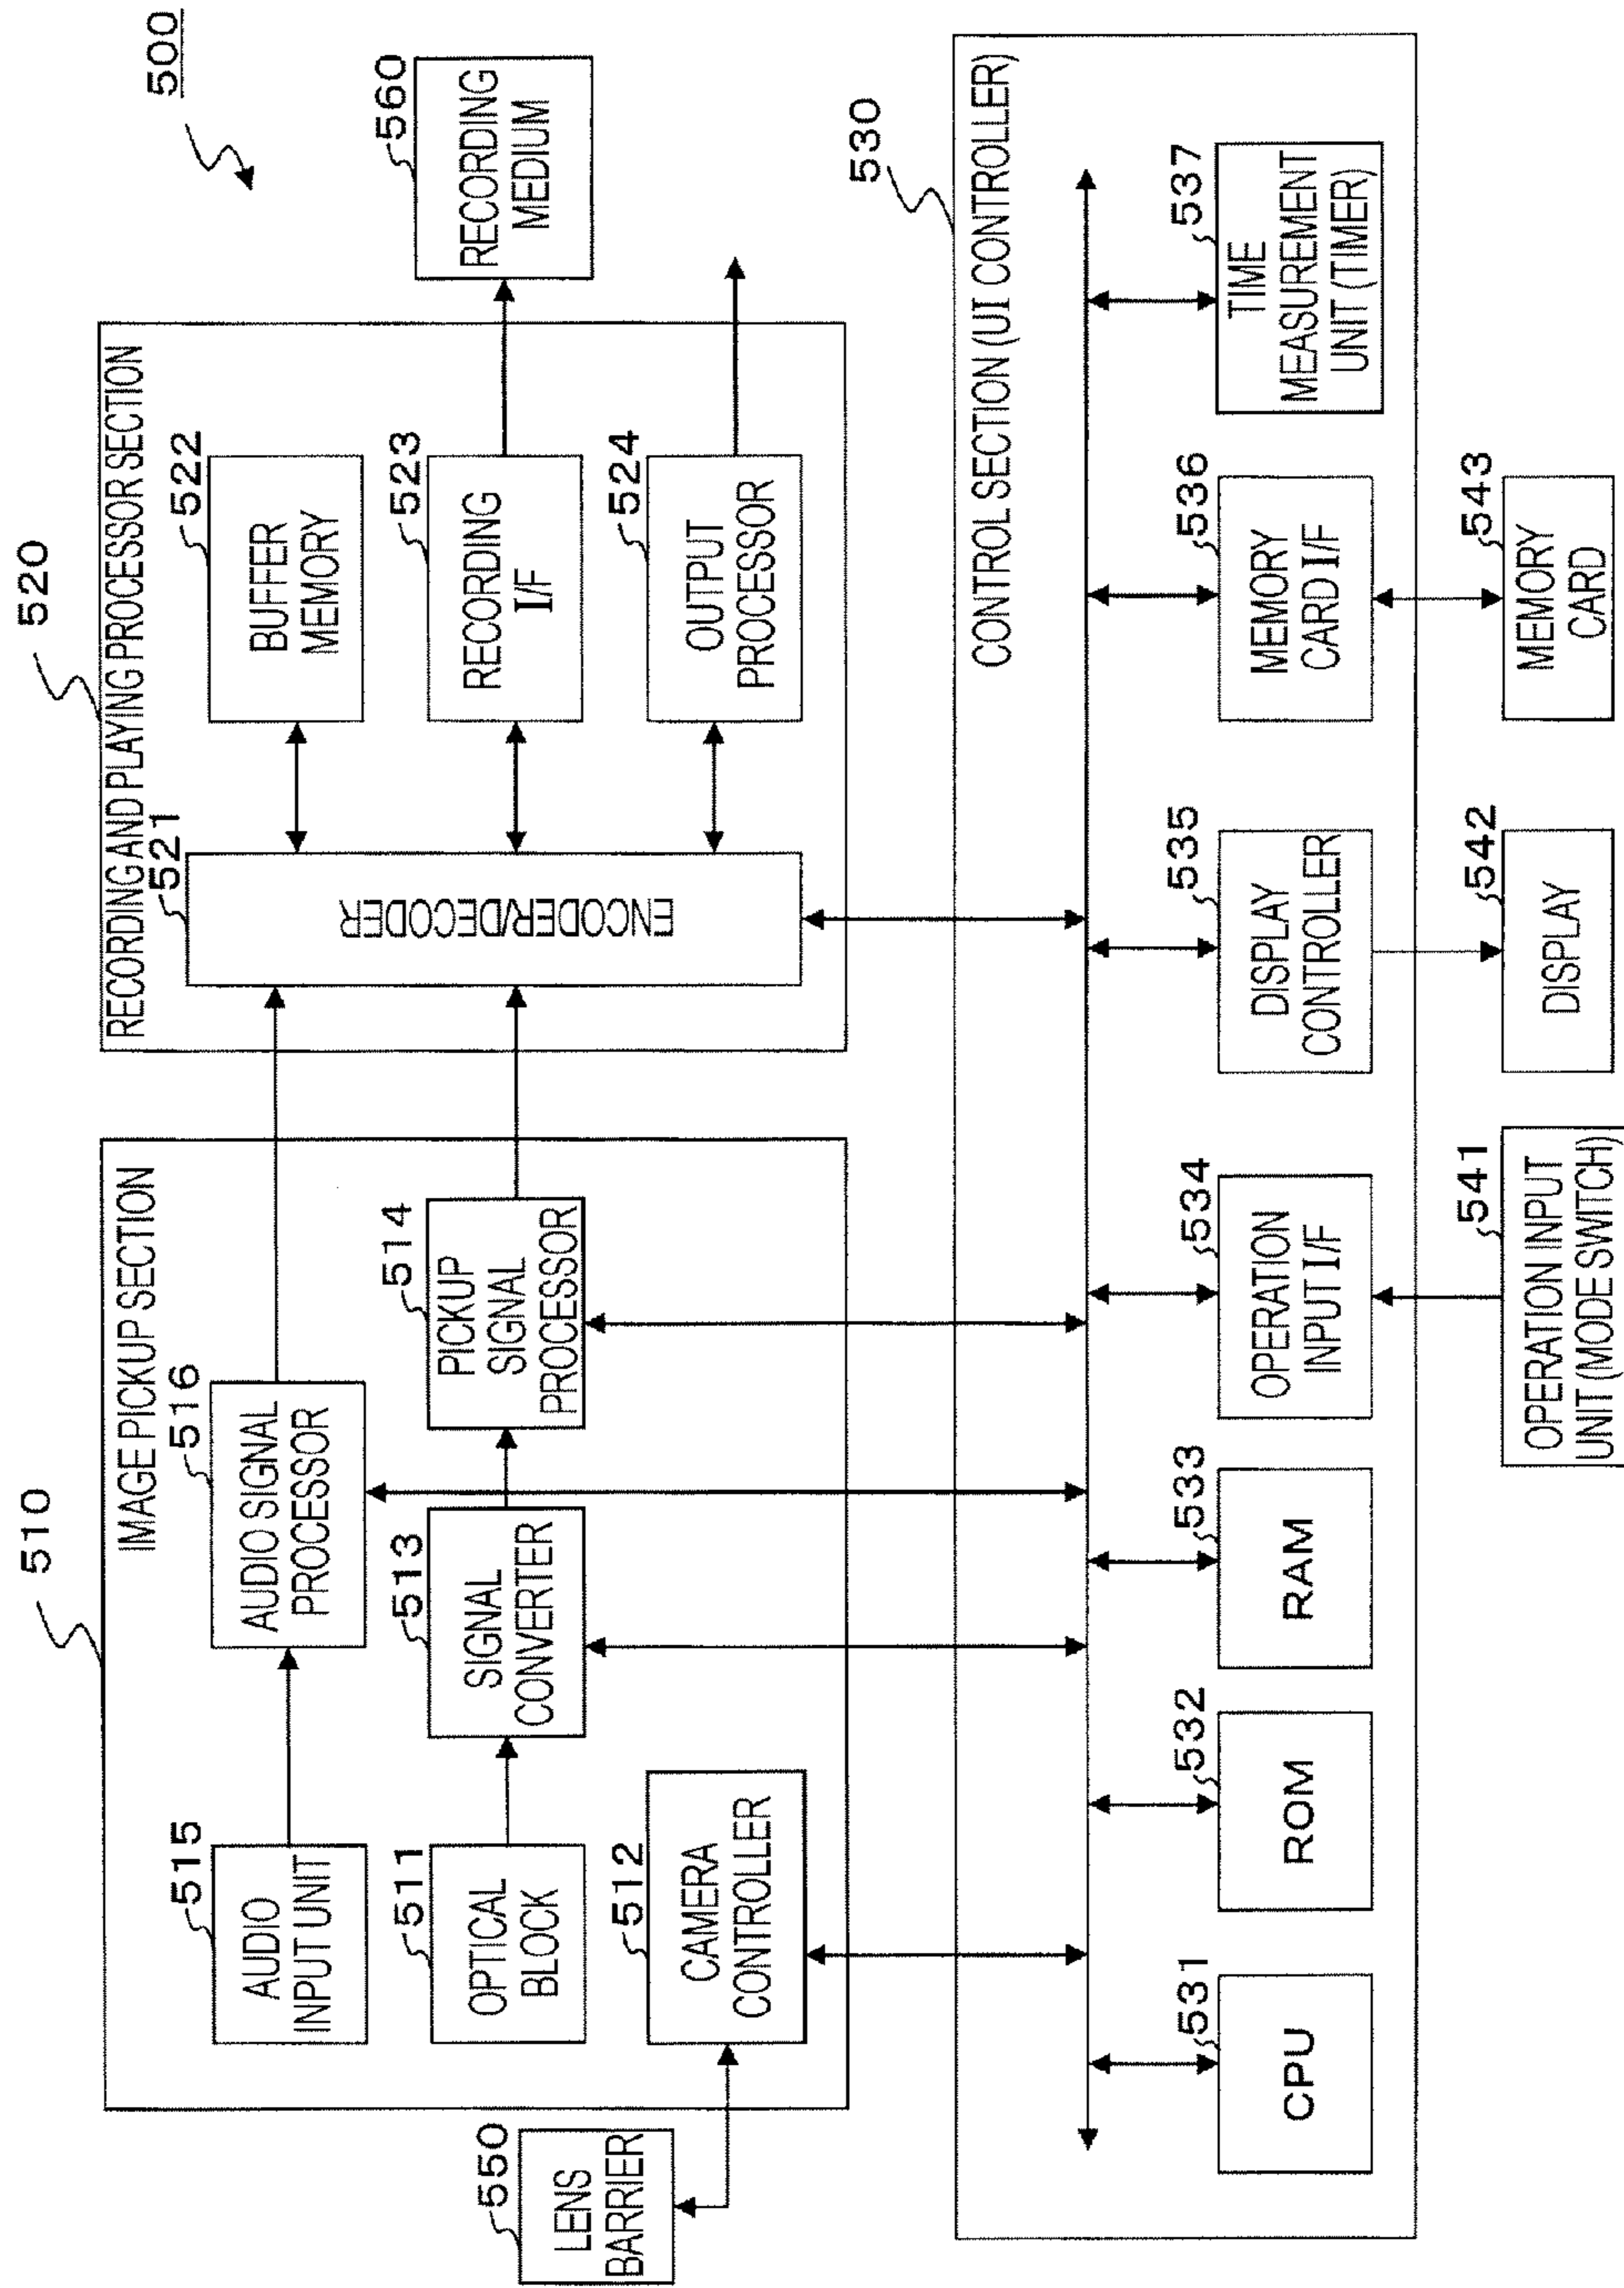 500
510
IMAGE PICKUP SECTION
515
AUDIO
INPUT UNIT
516
AUDIO SIGNAL
PROCESSOR
511
OPTICAL
BLOCK
513
SIGNAL
CONVERTER
514
PICKUP
SIGNAL
PROCESSOR
512
CAMERA
CONTROLLER
550
LENS
BARRIER
520
RECORDING AND PLAYING PROCESSOR SECTION
521
ENCODER/DECODER
522
BUFFER
MEMORY
523
RECORDING
I/F
524
OUTPUT
PROCESSOR
560
RECORDING
MEDIUM
530
CONTROL SECTION (UI CONTROLLER)
531
CPU
532
ROM
533
RAM
534
OPERATION
INPUT I/F
535
DISPLAY
CONTROLLER
536
MEMORY
CARD I/F
537
TIME
MEASUREMENT
UNIT (TIMER)
541
OPERATION INPUT
UNIT (MODE SWITCH)
542
DISPLAY
543
MEMORY
CARD